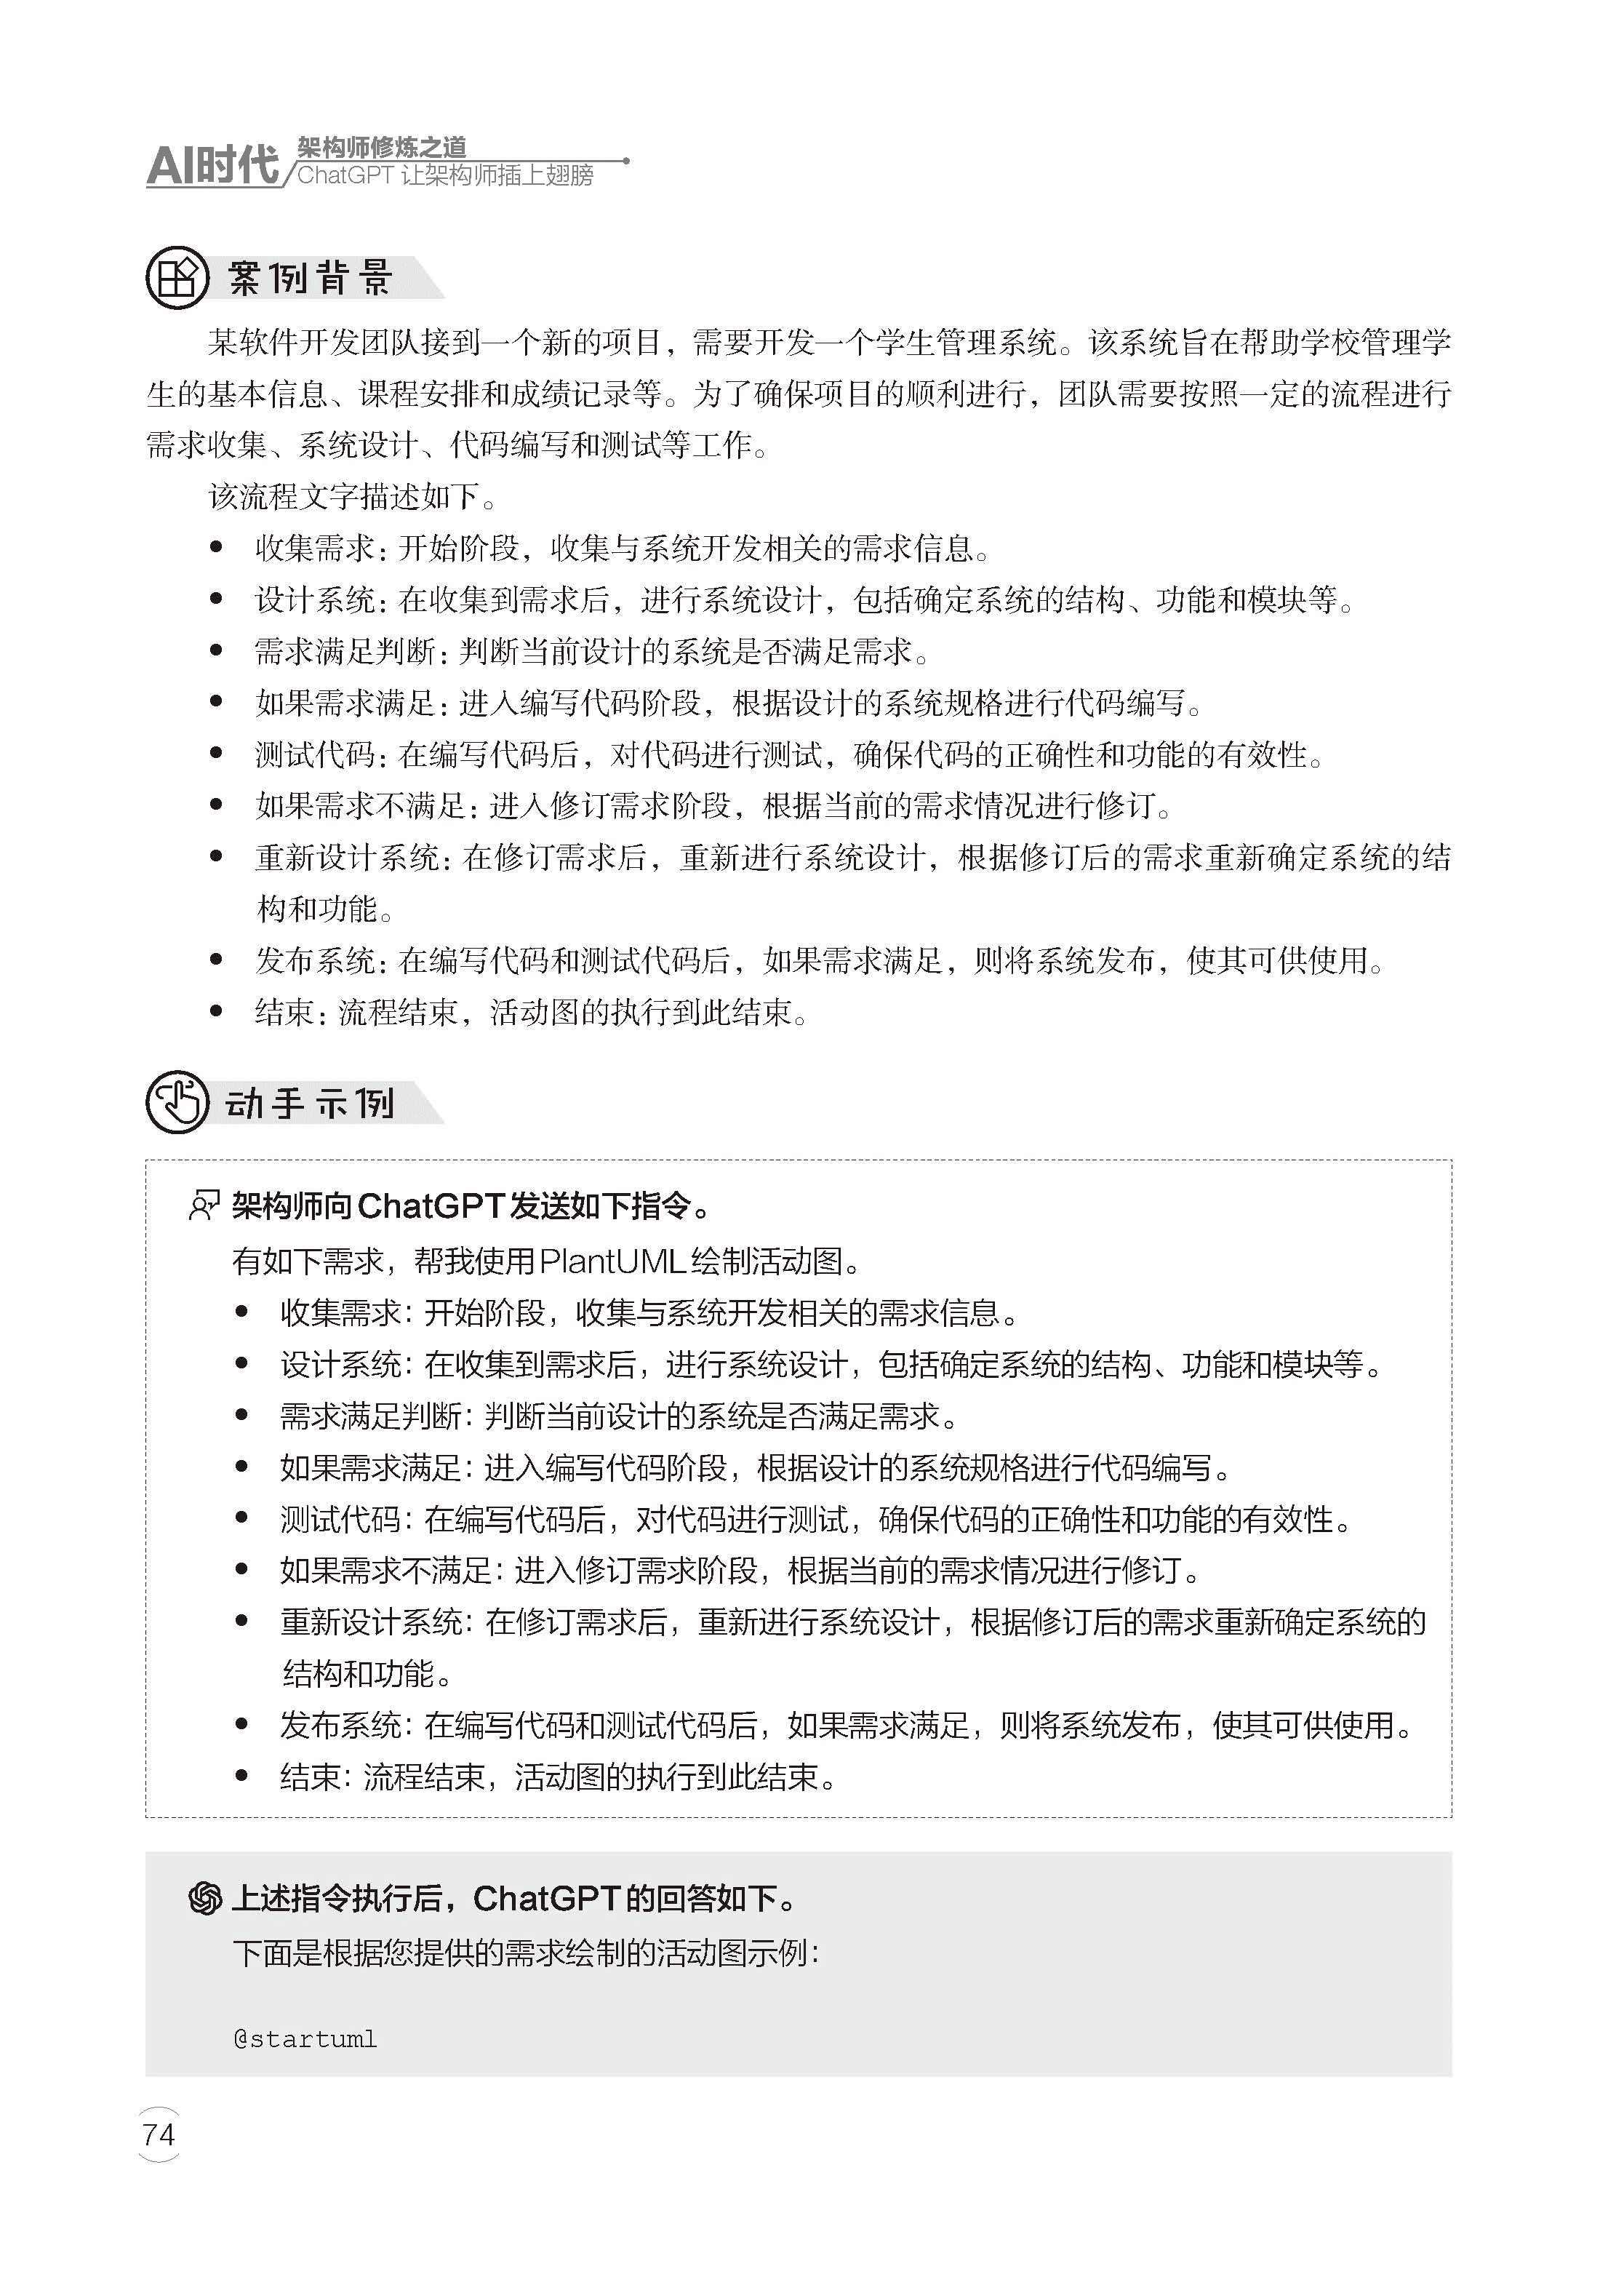 AI时代
架构师修炼之道
ChatGPT 让架构师插上翅膀
案例背景
某软件开发团队接到一个新的项目，需要开发一个学生管理系统。该系统旨在帮助学校管理学
生的基本信息、课程安排和成绩记录等。为了确保项目的顺利进行，团队需要按照一定的流程进行
需求收集、系统设计、代码编写和测试等工作。
该流程文字描述如下。
● 收集需求：开始阶段，收集与系统开发相关的需求信息。
● 设计系统：在收集到需求后，进行系统设计，包括确定系统的结构、功能和模块等。
● 需求满足判断：判断当前设计的系统是否满足需求。
● 如果需求满足：进入编写代码阶段，根据设计的系统规格进行代码编写。
● 测试代码：在编写代码后，对代码进行测试，确保代码的正确性和功能的有效性。
● 如果需求不满足：进入修订需求阶段，根据当前的需求情况进行修订。
● 重新设计系统：在修订需求后，重新进行系统设计，根据修订后的需求重新确定系统的结
构和功能。
● 发布系统：在编写代码和测试代码后，如果需求满足，则将系统发布，使其可供使用。
● 结束：流程结束，活动图的执行到此结束。
动手示例
架构师向ChatGPT发送如下指令。
有如下需求，帮我使用PlantUML绘制活动图。
● 收集需求：开始阶段，收集与系统开发相关的需求信息。
● 设计系统：在收集到需求后，进行系统设计，包括确定系统的结构、功能和模块等。
● 需求满足判断：判断当前设计的系统是否满足需求。
● 如果需求满足：进入编写代码阶段，根据设计的系统规格进行代码编写。
● 测试代码：在编写代码后，对代码进行测试，确保代码的正确性和功能的有效性。
● 如果需求不满足：进入修订需求阶段，根据当前的需求情况进行修订。
● 重新设计系统：在修订需求后，重新进行系统设计，根据修订后的需求重新确定系统的
结构和功能。
● 发布系统：在编写代码和测试代码后，如果需求满足，则将系统发布，使其可供使用。
● 结束：流程结束，活动图的执行到此结束。
上述指令执行后，ChatGPT的回答如下。
下面是根据您提供的需求绘制的活动图示例：
@startuml
74